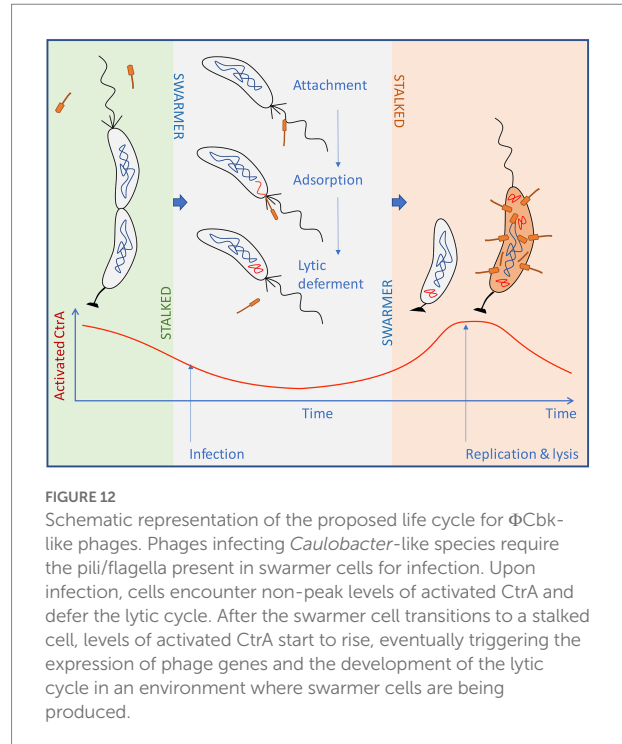 SWARMER
STALKED
Attachment
Adsorption
Lytic
deferment
STALKED
SWARMER
Activated CtrA
Time
Time
Infection
Replication & lysis
FIGURE 12
Schematic representation of the proposed life cycle for ΦCbk-
like phages. Phages infecting Caulobacter-like species require
the pili/flagella present in swarmer cells for infection. Upon
infection, cells encounter non-peak levels of activated CtrA and
defer the lytic cycle. After the swarmer cell transitions to a stalked
cell, levels of activated CtrA start to rise, eventually triggering the
expression of phage genes and the development of the lytic
cycle in an environment where swarmer cells are being
produced.